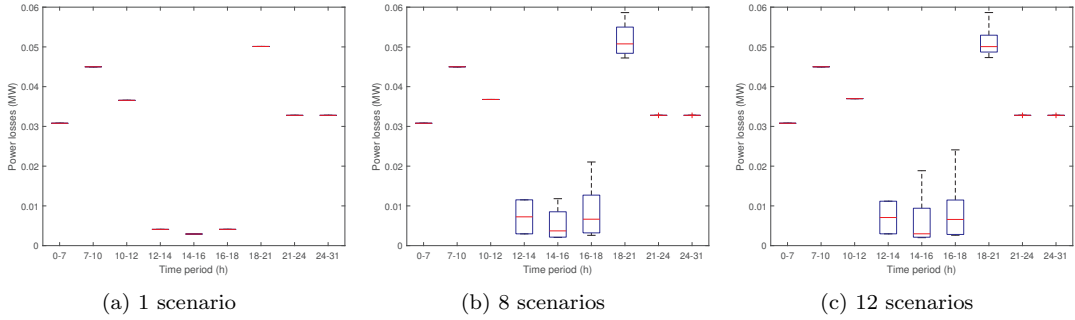 0.06
0.05
0.04
0.03
0.02
0.01
0
Power losses (MW)
0-7 7-10 10-12 12-14 14-16 16-18 18-21 21-24 24-31
Time period (h)
(a) 1 scenario
0.06
0.05
0.04
0.03
0.02
0.01
0
Power losses (MW)
0-7 7-10 10-12 12-14 14-16 16-18 18-21 21-24 24-31
Time period (h)
(b) 8 scenarios
0.06
0.05
0.04
0.03
0.02
0.01
0
Power losses (MW)
0-7 7-10 10-12 12-14 14-16 16-18 18-21 21-24 24-31
Time period (h)
(c) 12 scenarios